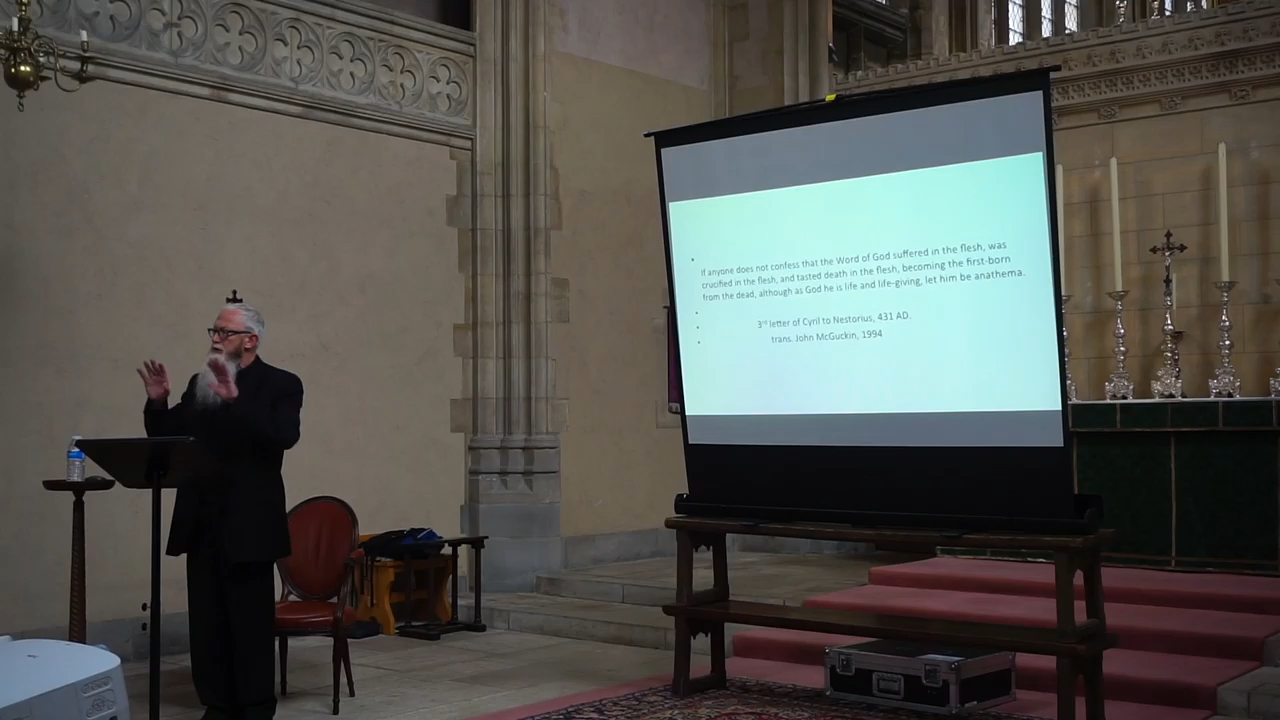 If anyone does not confess that the Word of God suffered in the flesh, was
crucified in the flesh, and tasted death in the flesh, becoming the first-born
from the dead, although as God he is life and life-giving, let him be anathema.
3rd letter of Cyril to Nestorius, 431 AD.
trans. John McGuckin, 1994